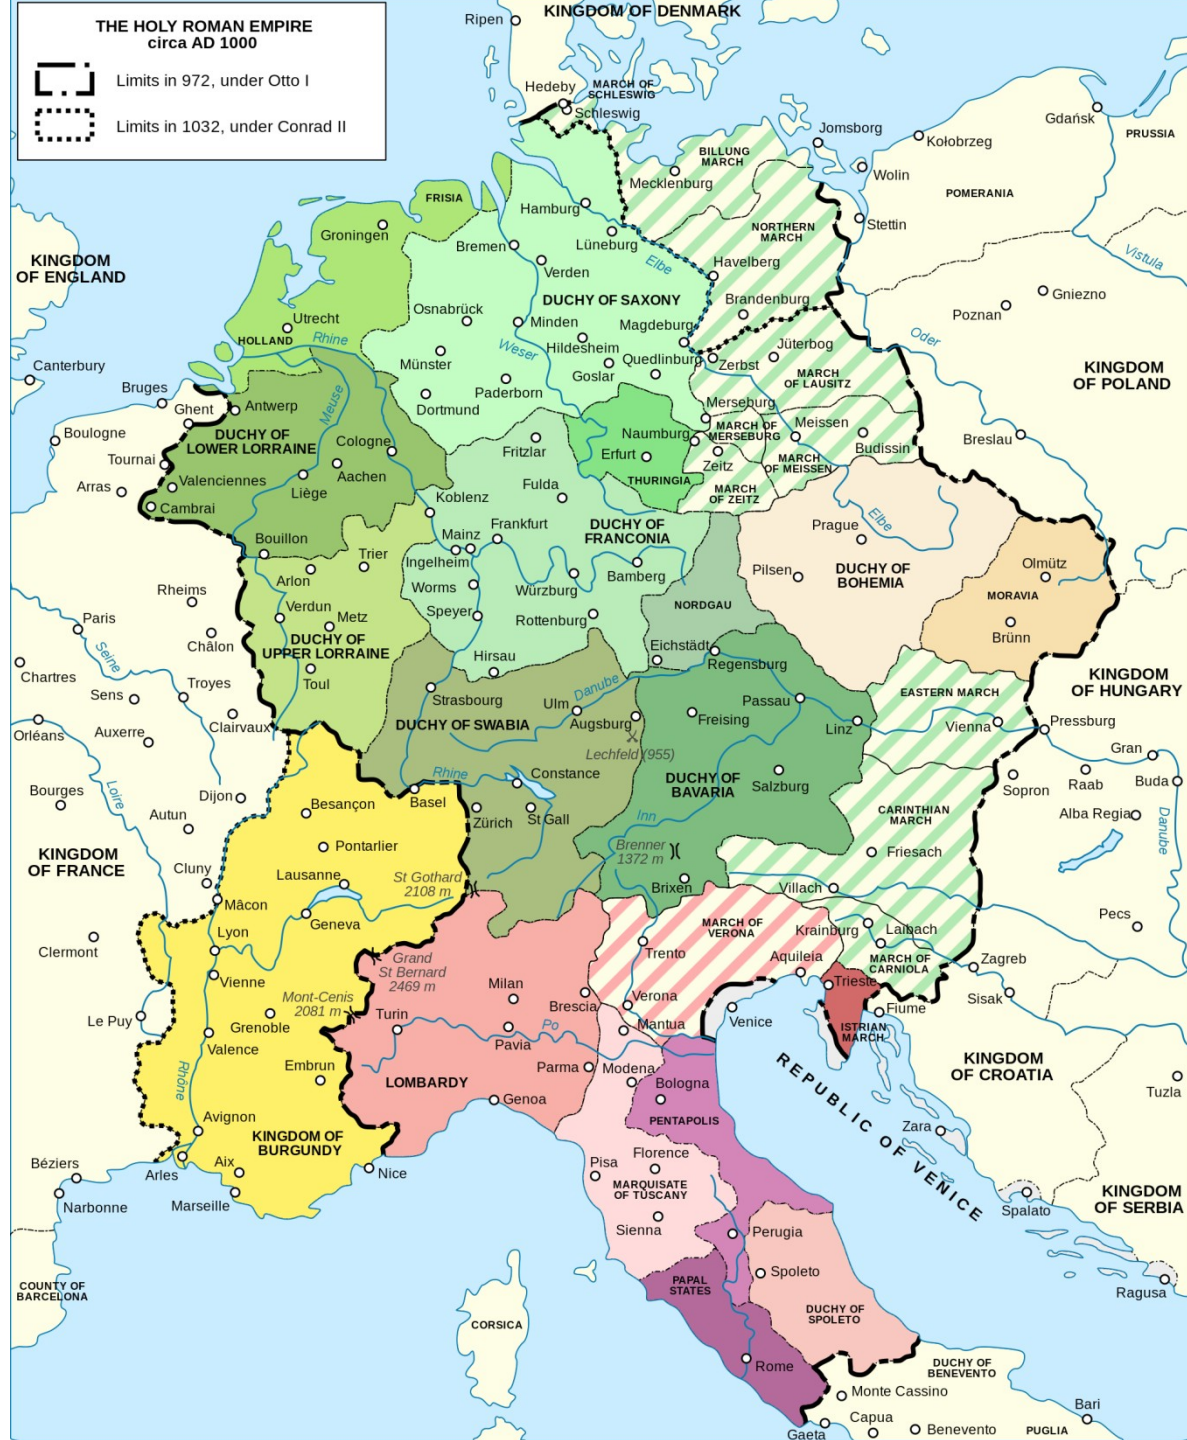 THE HOLY ROMAN EMPIRE
circa AD 1000
Limits in 972, under Otto I
Limits in 1032, under Conrad II
KINGDOM OF DENMARK
Ripen
Hedeby
MARCH OF
SCHLESWIG
Schleswig
Gdańsk
PRUSSIA
Jomsborg
Kołobrzeg
BILLUNG
MARCH
Mecklenburg
Wolin
POMERANIA
FRISIA
Hamburg
Groningen
Stettin
NORTHERN
MARCH
Lüneburg
Bremen
KINGDOM
OF ENGLAND
Elbe
Vistula
Havelberg
Verden
Gniezno
DUCHY OF SAXONY
Brandenburg
Osnabrück
Poznan
Utrecht
Minden
Magdeburg
HOLLAND
Rhine
Oder
Weser
Hildesheim
Jüterbog
Münster
Quedlinburg
Zerbst
Canterbury
Goslar
KINGDOM
OF POLAND
MARCH
OF LAUSITZ
Bruges
Paderborn
Meuse
Ghent
Antwerp
Dortmund
Merseburg
MARCH OF
MERSEBURG
Meissen
Boulogne
DUCHY OF
LOWER LORRAINE
Cologne
Naumburg
Breslau
Fritzlar
Budissin
Tournai
Erfurt
Zeitz
MARCH
OF MEISSEN
Aachen
Valenciennes
Arras
Liège
Fulda
THURINGIA
MARCH
OF ZEITZ
Koblenz
Cambrai
Frankfurt
DUCHY OF
FRANCONIA
Prague
Elbe
Mainz
Bouillon
Trier
Ingelheim
Olmütz
Arlon
Pilsen
DUCHY OF
BOHEMIA
Bamberg
Rheims
Worms
Würzburg
MORAVIA
Verdun
Metz
Speyer
Rottenburg
NORDGAU
Paris
Brünn
Châlon
DUCHY OF
UPPER LORRAINE
Eichstädt
Seine
Hirsau
Regensburg
Chartres
Toul
KINGDOM
OF HUNGARY
Troyes
Sens
Strasbourg
Danube
EASTERN MARCH
Ulm
Passau
Clairvaux
DUCHY OF SWABIA
Augsburg
Freising
Linz
Vienna
Pressburg
Orléans
Auxerre
Lechfeld (955)
Gran
Rhine
Constance
DUCHY OF
BAVARIA
Salzburg
Raab
Buda
Sopron
Loire
Bourges
Dijon
Besançon
Basel
Autun
Zürich
St Gall
Inn
CARINTHIAN
MARCH
Alba Regia
Danube
Pontarlier
Brenner
1372 m
Friesach
KINGDOM
OF FRANCE
Cluny
Lausanne
St Gothard
2108 m
Brixen
Villach
Mâcon
Geneva
MARCH OF
VERONA
Krainburg
Laibach
Pecs
Lyon
Clermont
Trento
Aquileia
MARCH OF
CARNIOLA
Zagreb
Grand
St Bernard
2469 m
Vienne
Milan
Trieste
Mont-Cenis
2081 m
Brescia
Verona
Sisak
Le Puy
Grenoble
Turin
Po
Mantua
Venice
Fiume
ISTRIAN
MARCH
Valence
Pavia
KINGDOM
OF CROATIA
Embrun
Parma
Modena
REPUBLIC OF VENICE
Rhône
LOMBARDY
Bologna
Tuzla
Genoa
PENTAPOLIS
Avignon
Zara
KINGDOM OF
BURGUNDY
Béziers
Arles
Aix
Nice
Pisa
Florence
MARQUISATE
OF TUSCANY
KINGDOM
OF SERBIA
Narbonne
Marseille
Spalato
Sienna
Perugia
COUNTY OF
BARCELONA
PAPAL
STATES
Spoleto
Ragusa
DUCHY OF
SPOLETO
CORSICA
Rome
DUCHY OF
BENEVENTO
Monte Cassino
Bari
Capua
Gaeta
Benevento
PUGLIA